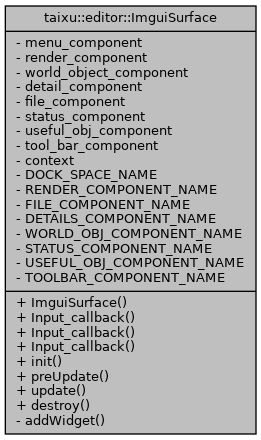 taixu::editor::ImguiSurface
- menu_component
- render_component
- world_object_component
- detail_component
- file_component
- status_component
- useful_obj_component
- tool_bar_component
- context
- DOCK_SPACE_NAME
- RENDER_COMPONENT_NAME
- FILE_COMPONENT_NAME
- DETAILS_COMPONENT_NAME
- WORLD_OBJ_COMPONENT_NAME
- STATUS_COMPONENT_NAME
- USEFUL_OBJ_COMPONENT_NAME
- TOOLBAR_COMPONENT_NAME
+ ImguiSurface()
+ Input_callback()
+ Input_callback()
+ Input_callback()
+ init()
+ preUpdate()
+ update()
+ destroy()
- addWidget()